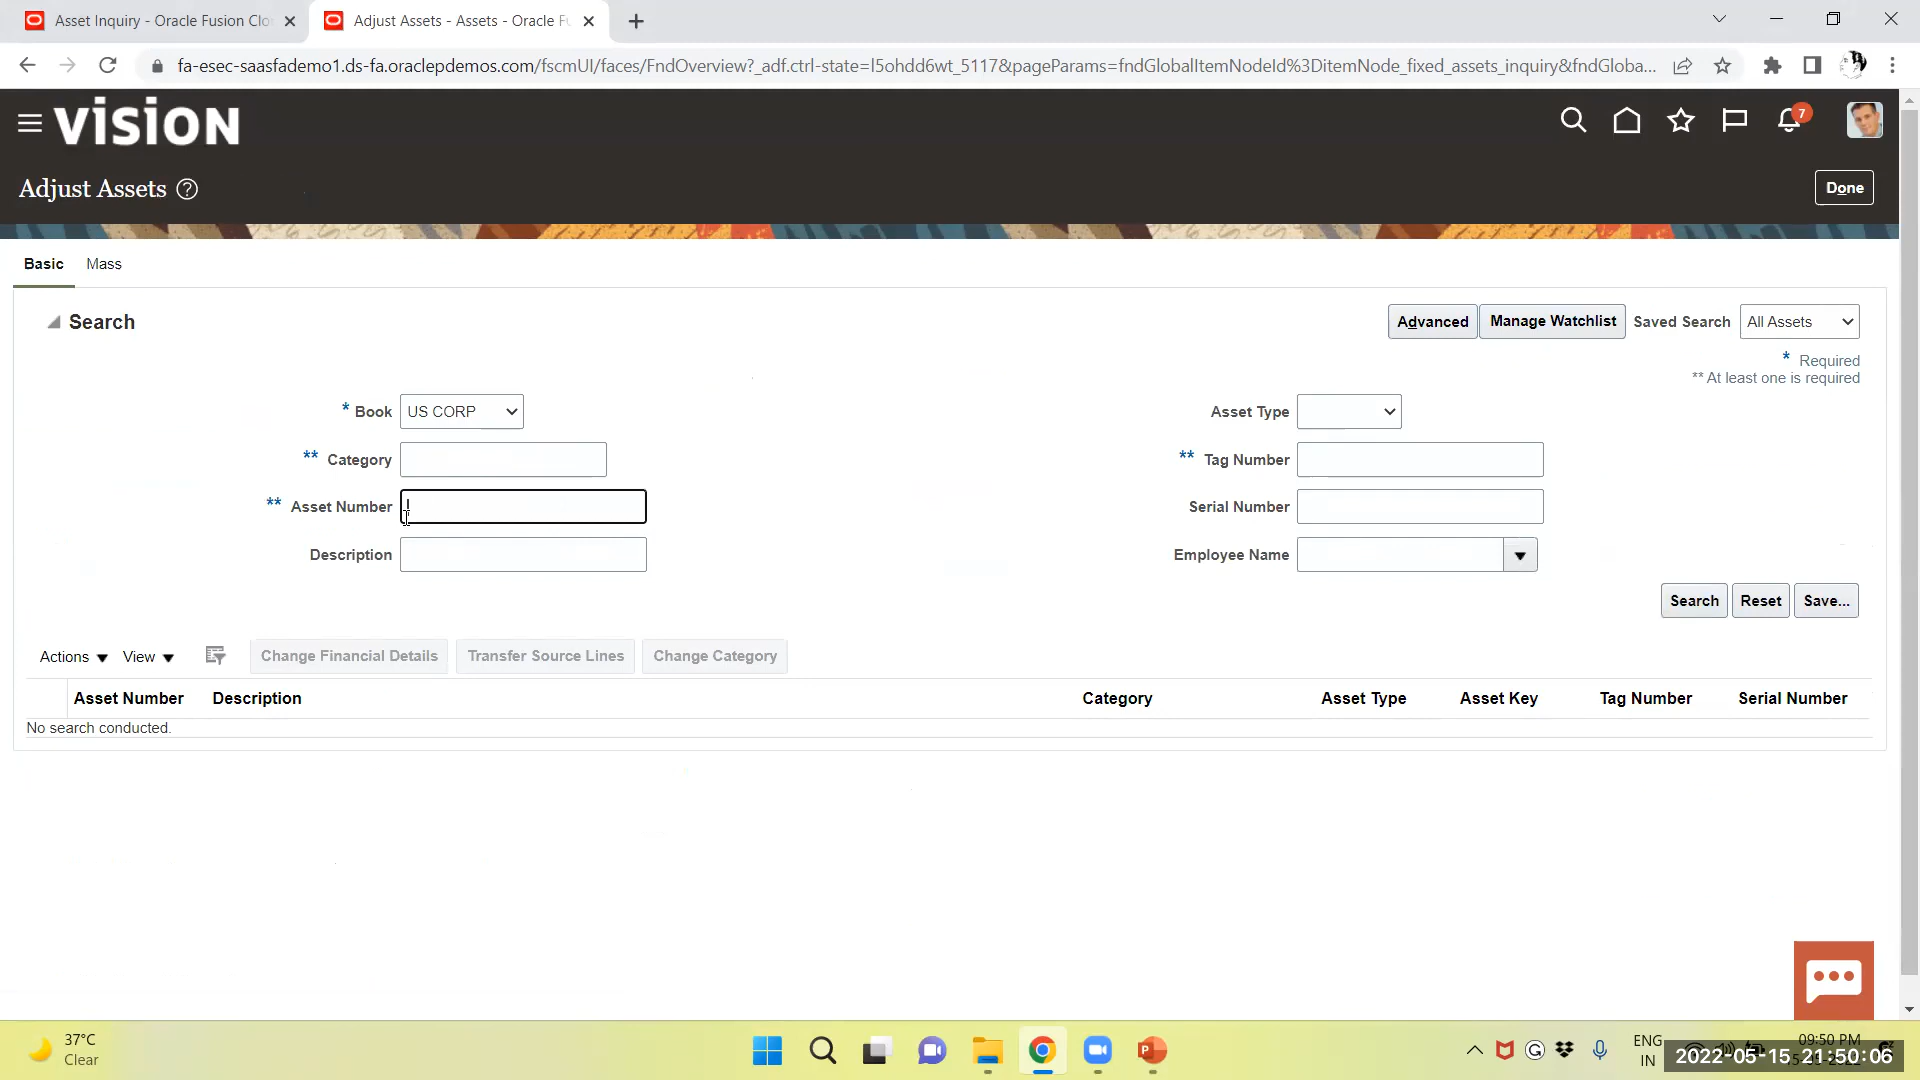 Asset Inquiry - Oracle Fusion Clo
Adjust Assets - Assets - Oracle Fu
fa-esec-saasfademo1.ds-fa.oraclepdemos.com/fscmUI/faces/FndOverview?_adf.ctrl-state=l5ohdd6wt_5117&pageParams=fndGlobalItemNodeId%3DitemNode_fixed_assets_inquiry&fndGloba...
vision
7
Adjust Assets ?
Done
Basic Mass
Search
Advanced Manage Watchlist Saved Search All Assets
* Required
** At least one is required
* Book US CORP
Asset Type
** Category
** Tag Number
** Asset Number
Serial Number
Description
Employee Name
Search Reset Save...
Actions View Change Financial Details Transfer Source Lines Change Category
Asset Number Description Category Asset Type Asset Key Tag Number Serial Number
No search conducted.
37°C
Clear
ENG
IN
09:50 PM
2022-05-15 21:50:06